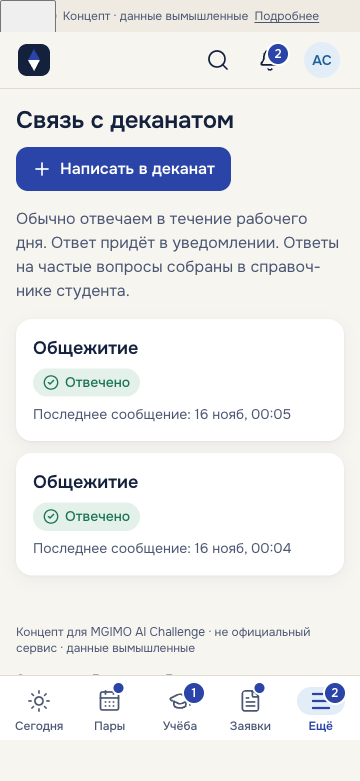 Концепт · данные вымышленные Подробнее
2
АС
Связь с деканатом
Написать в деканат
Обычно отвечаем в течение рабочего
дня. Ответ придёт в уведомлении. Ответы
на частые вопросы собраны в справоч-
нике студента.
Общежитие
Отвечено
Последнее сообщение: 16 нояб, 00:05
Общежитие
Отвечено
Последнее сообщение: 16 нояб, 00:04
Концепт для MGIMO AI Challenge · не официальный
сервис · данные вымышленные
1
2
Сегодня Пары Учёба Заявки Ещё